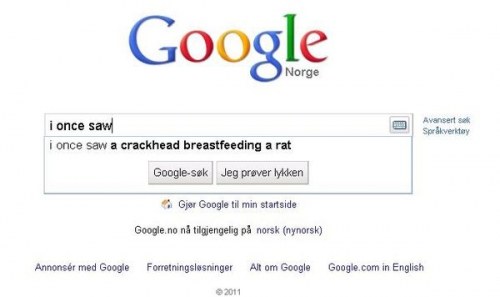 Google
Norge
i once saw
Avansert søk
Språkverktøy
i once saw a crackhead breastfeeding a rat
Google-søk Jeg prøver lykken
Gjør Google til min startside
Google.no nå tilgjengelig på norsk (nynorsk)
Annonsér med Google Forretningsløsninger Alt om Google Google.com in English
© 2011